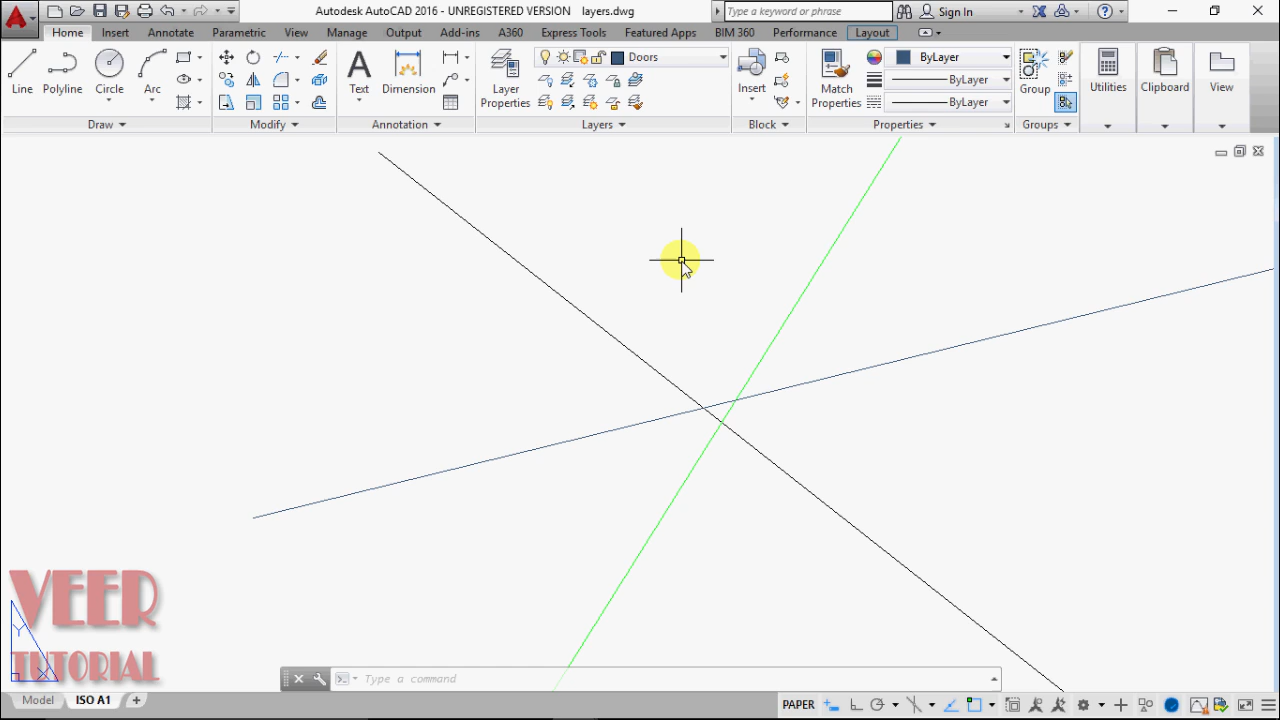 Autodesk AutoCAD 2016 - UNREGISTERED VERSION layers.dwg
Type a keyword or phrase
Sign In
Home Insert Annotate Parametric View Manage Output Add-ins A360 Express Tools Featured Apps BIM 360 Performance Layout
Doors
ByLayer
ByLayer
ByLayer
Line Polyline Circle Arc
Text Dimension
Layer Properties
Insert
Match Properties
Group
Utilities Clipboard View
Draw Modify Annotation Layers Block Properties Groups
VEER
TUTORIAL
Y
X
Type a command
Model ISO A1 +
PAPER